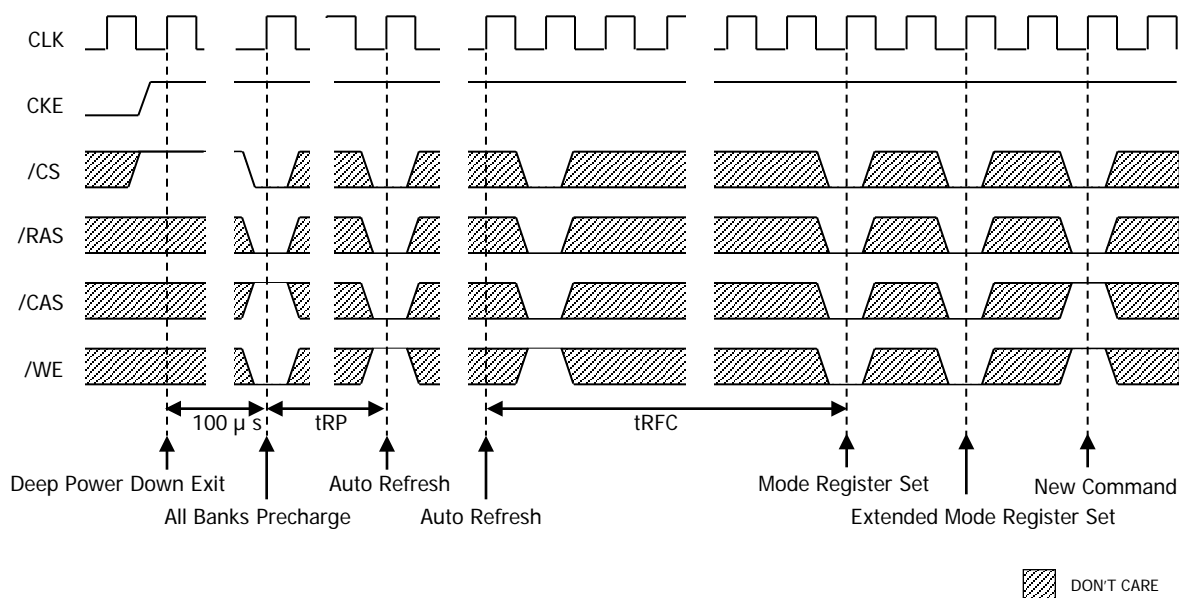 CLK
CKE
/CS
/RAS
/CAS
/WE
100 µ s
tRP
tRFC
Deep Power Down Exit
Auto Refresh
Mode Register Set
New Command
All Banks Precharge
Auto Refresh
Extended Mode Register Set
DON'T CARE